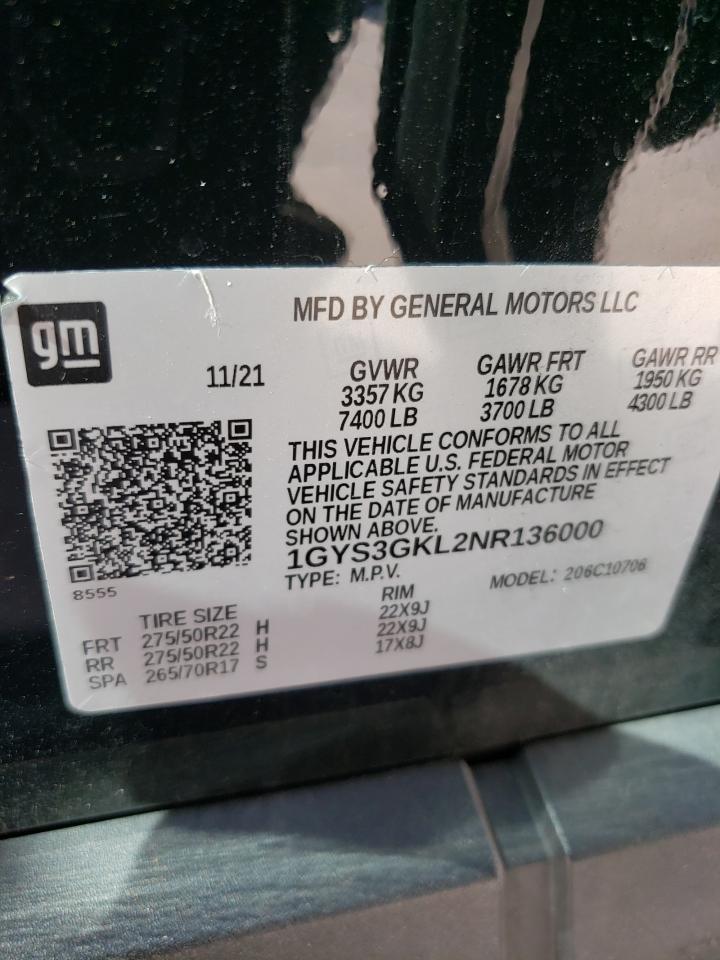 gm
MFD BY GENERAL MOTORS LLC
11/21
GVWR
3357 KG
7400 LB
GAWR FRT
1678 KG
3700 LB
GAWR RR
1950 KG
4300 LB
THIS VEHICLE CONFORMS TO ALL
APPLICABLE U.S. FEDERAL MOTOR
VEHICLE SAFETY STANDARDS IN EFFECT
ON THE DATE OF MANUFACTURE
SHOWN ABOVE.
1GYS3GKL2NR136000
TYPE: M.P.V. MODEL: 206C10706
8555
TIRE SIZE RIM
FRT 275/50R22 H 22X9J
RR 275/50R22 H 22X9J
SPA 265/70R17 S 17X8J